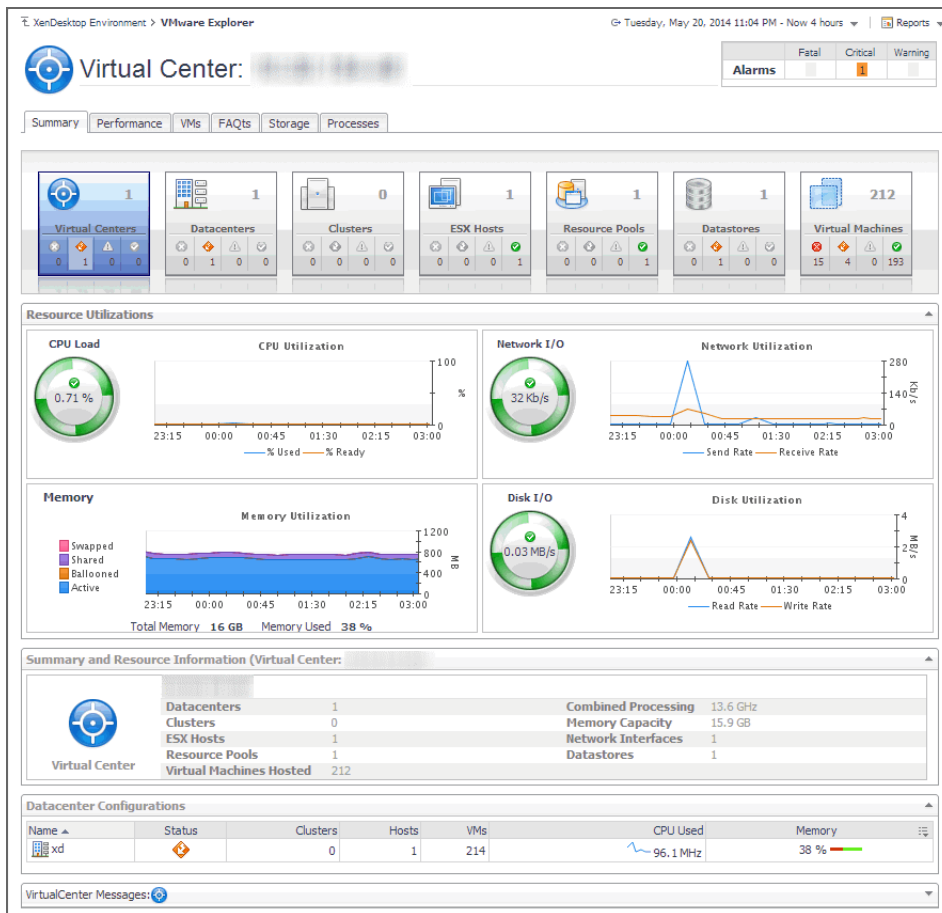 XenDesktop Environment > VMware Explorer
Tuesday, May 20, 2014 11:04 PM - Now 4 hours
Reports
Virtual Center:
Fatal Critical Warning
Alarms 1
Summary Performance VMs FAQts Storage Processes
1 1 0 1 1 1 212
Virtual Centers Datacenters Clusters ESX Hosts Resource Pools Datastores Virtual Machines
0 1 0 0 0 1 0 0 0 0 0 0 0 0 0 1 0 0 0 1 0 1 0 0 15 4 0 193
Resource Utilizations
CPU Load
0.71 %
CPU Utilization
100
%
0
23:15 00:00 00:45 01:30 02:15 03:00
% Used % Ready
Network I/O
32 Kb/s
Network Utilization
280
140
0
Kb/s
23:15 00:00 00:45 01:30 02:15 03:00
Send Rate Receive Rate
Memory
Memory Utilization
Swapped
Shared
Ballooned
Active
1200
800
400
0
MB
23:15 00:00 00:45 01:30 02:15 03:00
Total Memory 16 GB Memory Used 38 %
Disk I/O
0.03 MB/s
Disk Utilization
4
2
0
MB/s
23:15 00:00 00:45 01:30 02:15 03:00
Read Rate Write Rate
Summary and Resource Information (Virtual Center:
Virtual Center
Datacenters 1 Combined Processing 13.6 GHz
Clusters 0 Memory Capacity 15.9 GB
ESX Hosts 1 Network Interfaces 1
Resource Pools 1 Datastores 1
Virtual Machines Hosted 212
Datacenter Configurations
Name Status Clusters Hosts VMs CPU Used Memory
xd 0 1 214 96.1 MHz 38 %
VirtualCenter Messages: